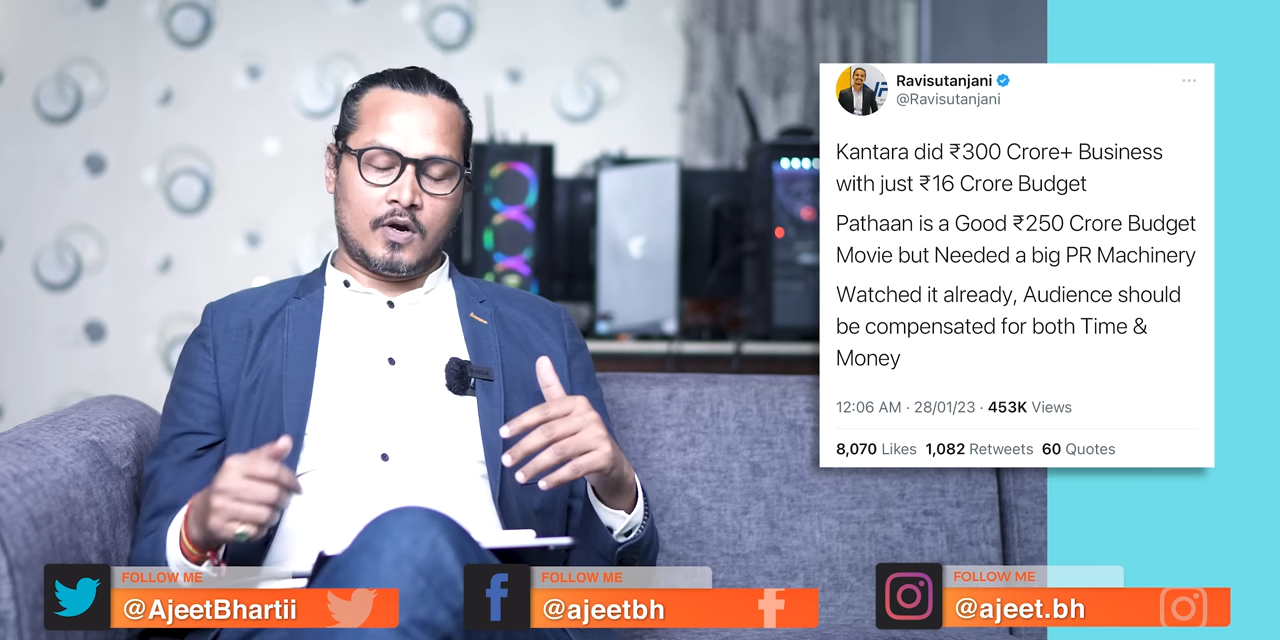 Ravisutanjani
@Ravisutanjani
Kantara did ₹300 Crore+ Business
with just ₹16 Crore Budget
Pathaan is a Good ₹250 Crore Budget
Movie but Needed a big PR Machinery
Watched it already, Audience should
be compensated for both Time &
Money
12:06 AM · 28/01/23 · 453K Views
8,070 Likes 1,082 Retweets 60 Quotes
FOLLOW ME
@AjeetBhartii
FOLLOW ME
@ajeetbh
FOLLOW ME
@ajeet.bh